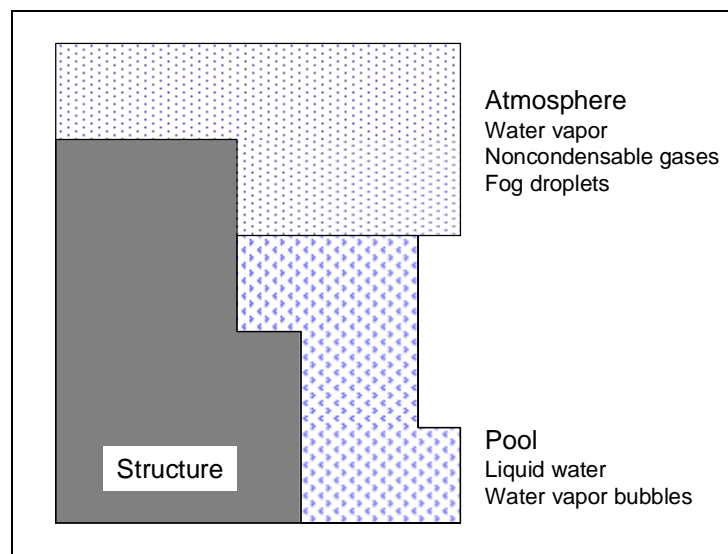 Atmosphere
Water vapor
Noncondensable gases
Fog droplets
Structure
Pool
Liquid water
Water vapor bubbles